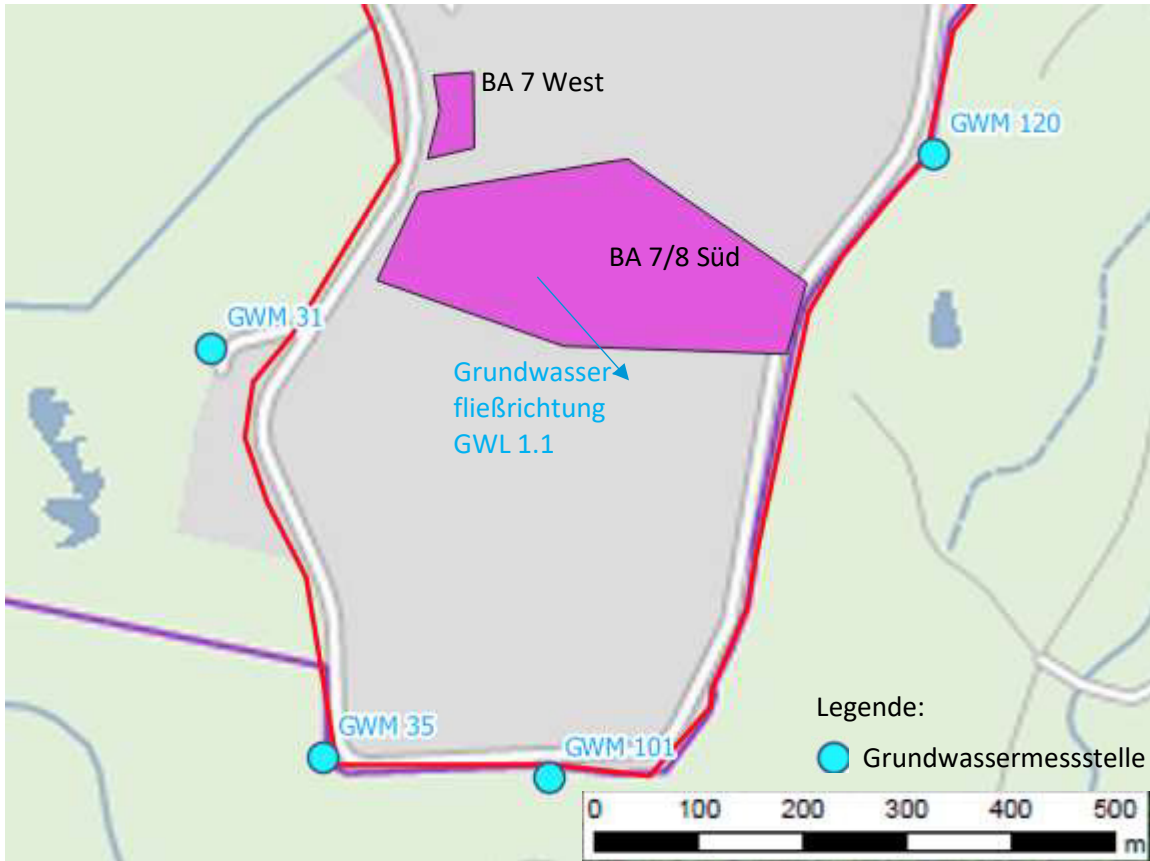 BA 7 West
GWM 120
BA 7/8 Süd
GWM 31
Grundwasser
fließrichtung
GWL 1.1
Legende:
GWM 35
GWM 101
Grundwassermessstelle
0 100 200 300 400 500
m